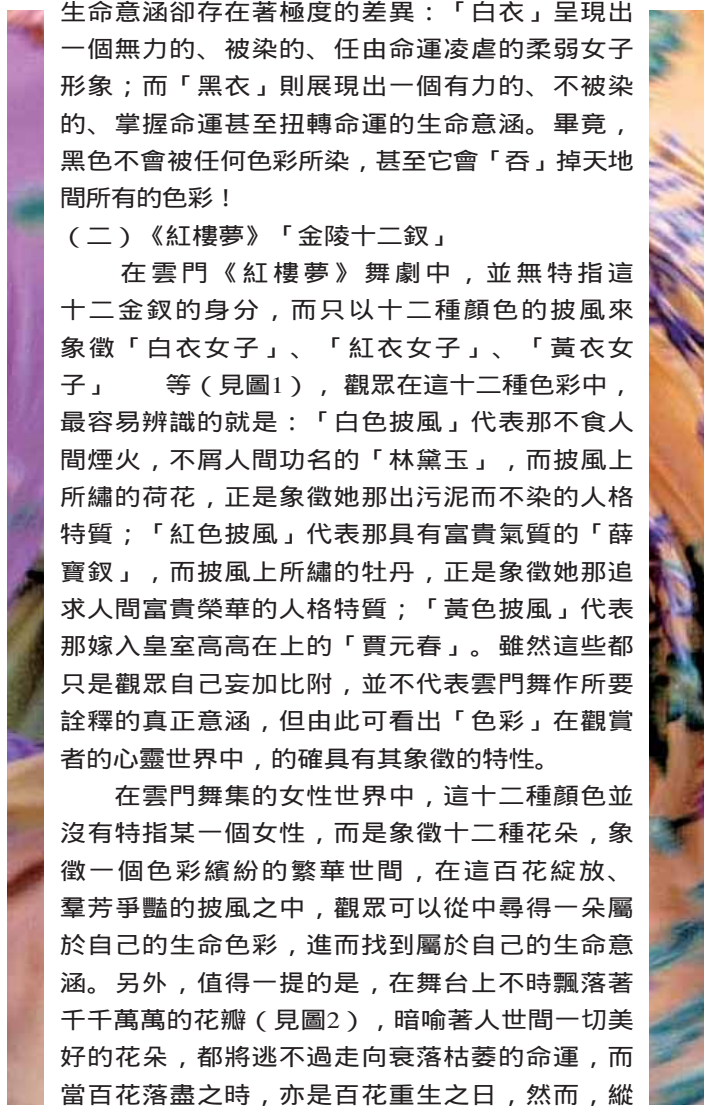 生命意涵卻存在著極度的差異：「白衣」呈現出
一個無力的、被染的、任由命運凌虐的柔弱女子
形象；而「黑衣」則展現出一個有力的、不被染
的、掌握命運甚至扭轉命運的生命意涵。畢竟，
黑色不會被任何色彩所染，甚至它會「吞」掉天地
間所有的色彩！
（二）《紅樓夢》「金陵十二釵」
在雲門《紅樓夢》舞劇中，並無特指這
十二金釵的身分，而只以十二種顏色的披風來
象徵「白衣女子」、「紅衣女子」、「黃衣女
子」　　等（見圖1），觀眾在這十二種色彩中，
最容易辨識的就是：「白色披風」代表那不食人
間煙火，不屑人間功名的「林黛玉」，而披風上
所繡的荷花，正是象徵她那出污泥而不染的人格
特質；「紅色披風」代表那具有富貴氣質的「薛
寶釵」，而披風上所繡的牡丹，正是象徵她那追
求人間富貴榮華的人格特質；「黃色披風」代表
那嫁入皇室高高在上的「賈元春」。雖然這些都
只是觀眾自己妄加比附，並不代表雲門舞作所要
詮釋的真正意涵，但由此可看出「色彩」在觀賞
者的心靈世界中，的確具有其象徵的特性。
在雲門舞集的女性世界中，這十二種顏色並
沒有特指某一個女性，而是象徵十二種花朵，象
徵一個色彩繽紛的繁華世間，在這百花綻放、
羣芳爭豔的披風之中，觀眾可以從中尋得一朵屬
於自己的生命色彩，進而找到屬於自己的生命意
涵。另外，值得一提的是，在舞台上不時飄落著
千千萬萬的花瓣（見圖2），暗喻著人世間一切美
好的花朵，都將逃不過走向衰落枯萎的命運，而
當百花落盡之時，亦是百花重生之日，然而，縱